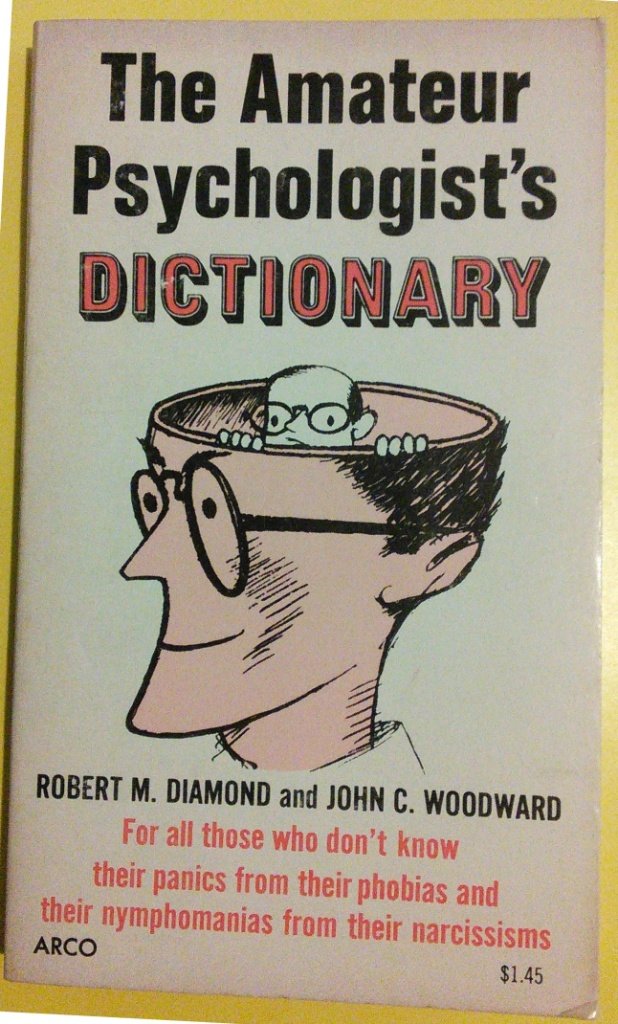 The Amateur
Psychologist's
DICTIONARY
ROBERT M. DIAMOND and JOHN C. WOODWARD
For all those who don't know
their panics from their phobias and
their nymphomanias from their narcissisms
ARCO
$1.45